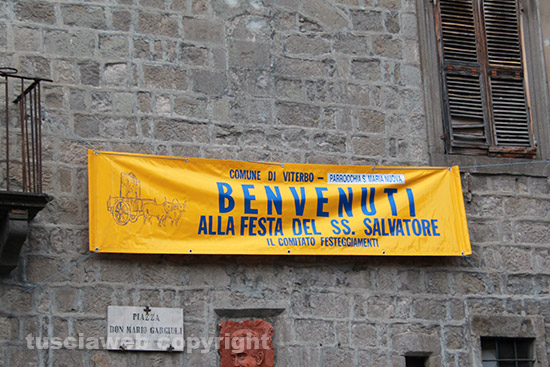 COMUNE DI VITERBO - PARROCCHIA S. MARIA NUOVA
BENVENUTI
ALLA FESTA DEL SS. SALVATORE
IL COMITATO FESTEGGIAMENTI
PIAZZA
DON MARIO GARGIULI
tusciaweb copyright